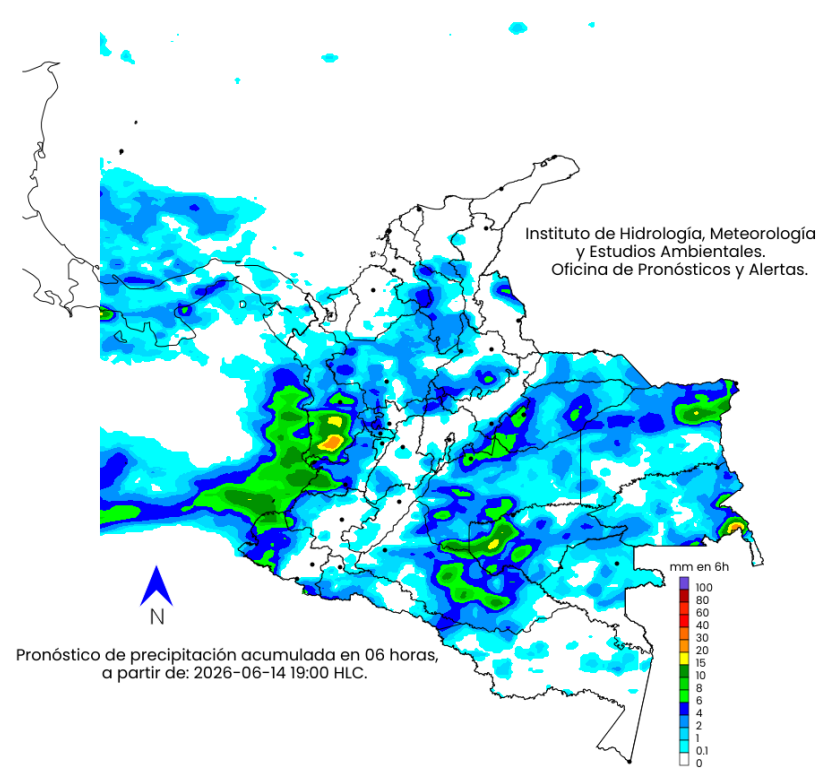 Instituto de Hidrología, Meteorología
y Estudios Ambientales.
Oficina de Pronósticos y Alertas.
mm en 6h
100
80
60
40
30
20
15
10
8
6
4
2
1
0.1
0
N
Pronóstico de precipitación acumulada en 06 horas,
a partir de: 2026-06-14 19:00 HLC.